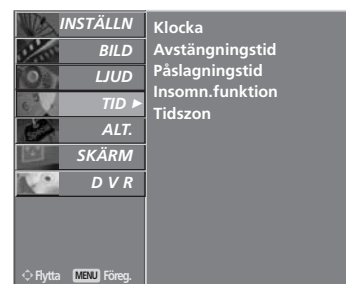 INSTÄLLN
BILD
LJUD
TID ►
ALT.
SKÄRM
D V R
Klocka
Avstängningstid
Påslagningstid
Insomn.funktion
Tidszon
Flytta MENU Föreg.